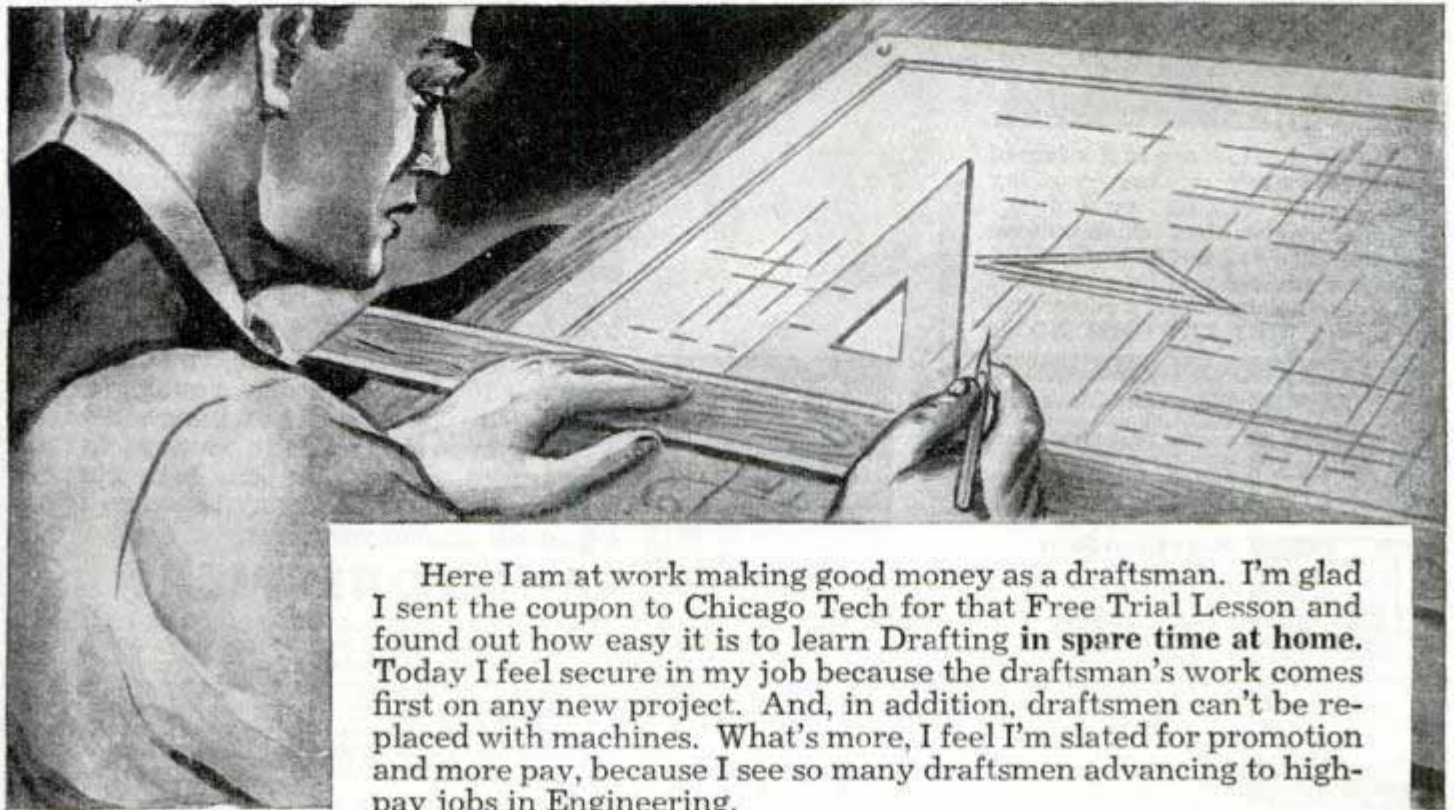 Here I am at work making good money as a draftsman. I'm glad
I sent the coupon to Chicago Tech for that Free Trial Lesson and
found out how easy it is to learn Drafting in spare time at home.
Today I feel secure in my job because the draftsman's work comes
first on any new project. And, in addition, draftsmen can't be re-
placed with machines. What's more, I feel I'm slated for promotion
and more pay, because I see so many draftsmen advancing to high-
pay jobs in Engineering.